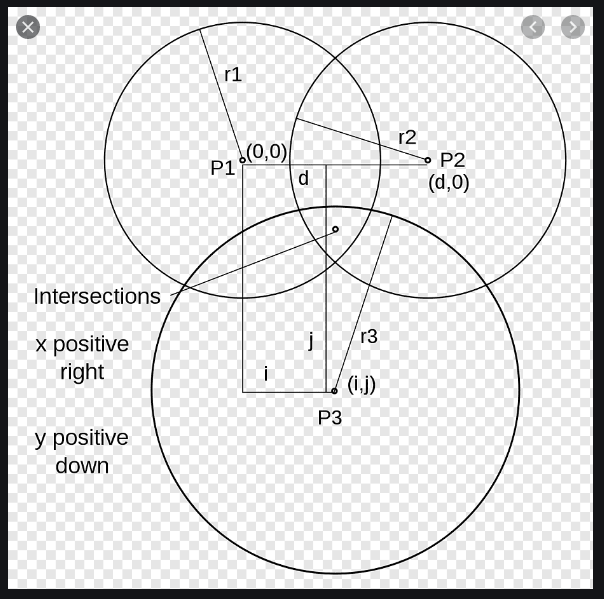 r1
r2
P1
(0,0)
P2
d
(d,0)
Intersections
x positive
right
j
r3
i
(i,j)
P3
y positive
down